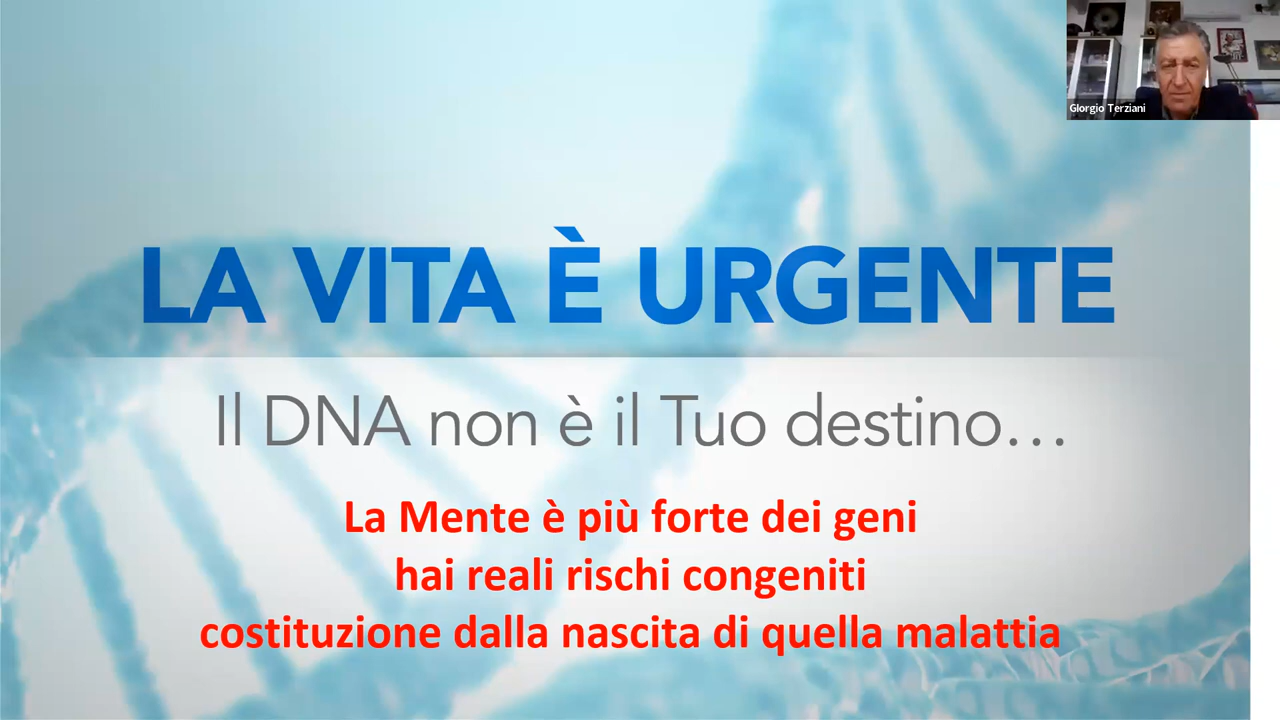 GIorgio Terziani
LA VITA È URGENTE
Il DNA non è il Tuo destino...
La Mente è più forte dei geni
hai reali rischi congeniti
costituzione dalla nascita di quella malattia